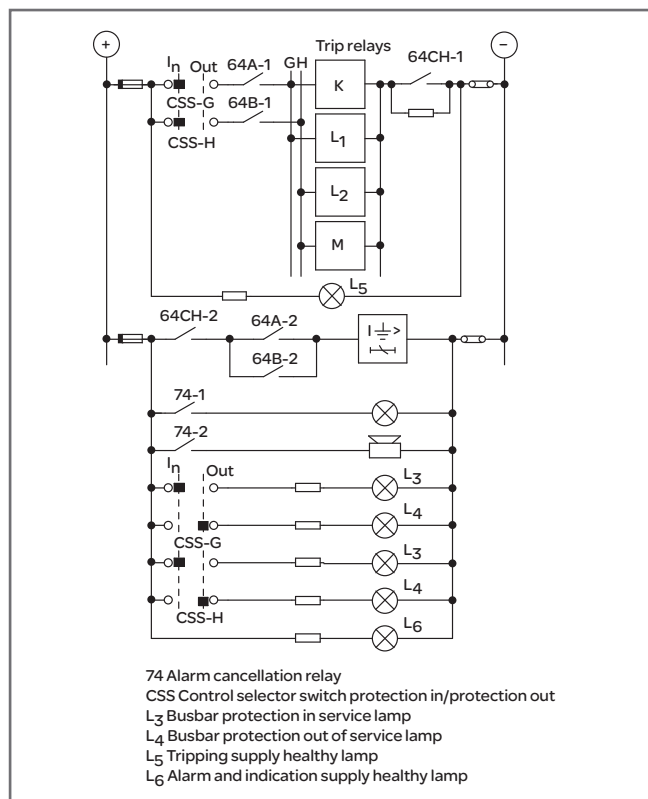 Trip relays
+
In Out 64A-1 GH 64CH-1 −
K
CSS-G 64B-1
CSS-H L1
L2
M
L5
64CH-2 64A-2
I >
64B-2
74-1
74-2
In Out
L3
L4
CSS-G
L3
L4
CSS-H
L6
74 Alarm cancellation relay
CSS Control selector switch protection in/protection out
L3 Busbar protection in service lamp
L4 Busbar protection out of service lamp
L5 Tripping supply healthy lamp
L6 Alarm and indication supply healthy lamp